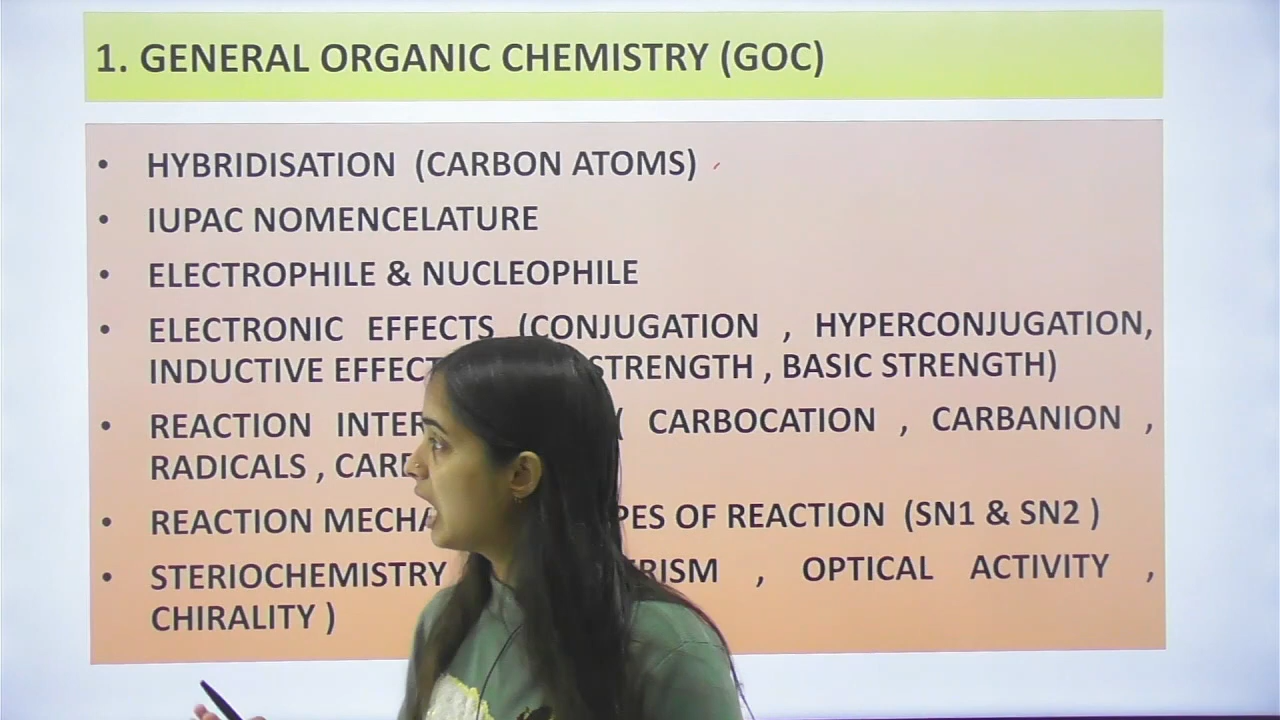 1. GENERAL ORGANIC CHEMISTRY (GOC)
• HYBRIDISATION (CARBON ATOMS)
• IUPAC NOMENCELATURE
• ELECTROPHILE & NUCLEOPHILE
• ELECTRONIC EFFECTS (CONJUGATION , HYPERCONJUGATION,
INDUCTIVE STRENGTH , BASIC STRENGTH)
• REACTION ( CARBOCATION , CARBANION ,
RADICALS ,
• REACTION OF REACTION (SN1 & SN2 )
• STERIOCHEMISTRY , OPTICAL ACTIVITY ,
CHIRALITY )